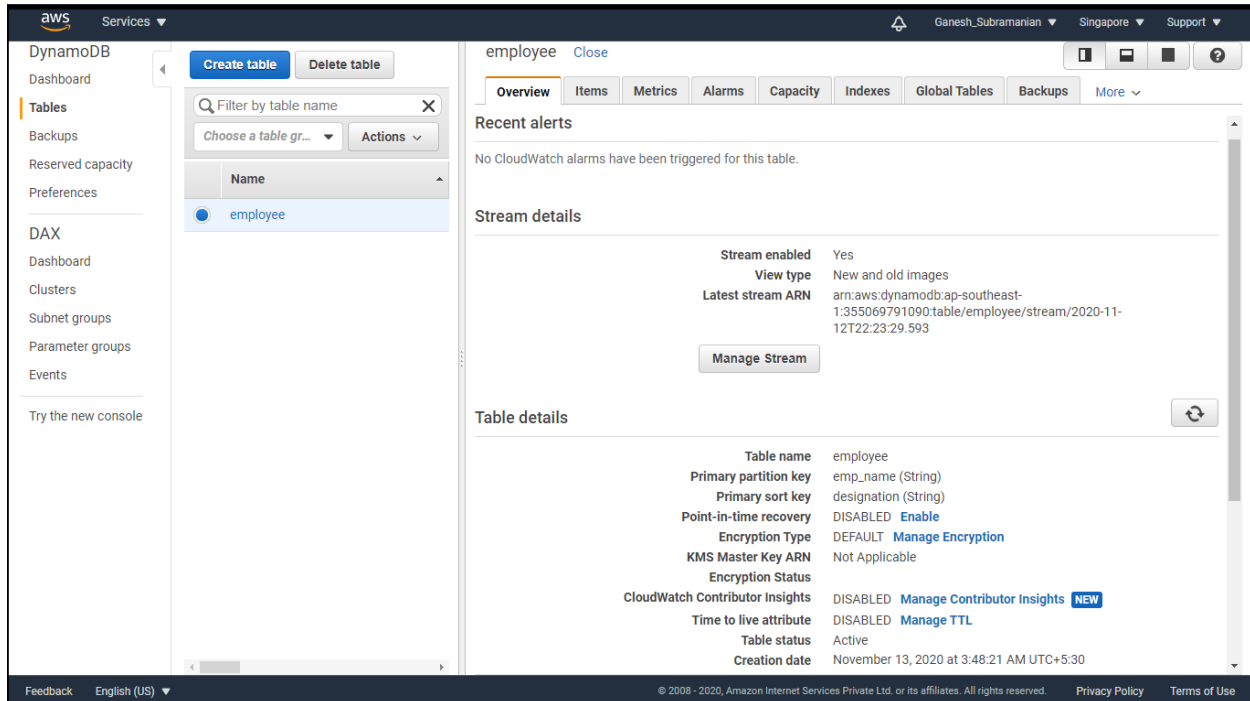 aws Services Ganesh_Subramanian Singapore Support
DynamoDB
Dashboard
Tables
Backups
Reserved capacity
Preferences
DAX
Dashboard
Clusters
Subnet groups
Parameter groups
Events
Try the new console
Create table Delete table
Filter by table name
Choose a table gr... Actions
Name
employee
employee Close
Overview Items Metrics Alarms Capacity Indexes Global Tables Backups More
Recent alerts
No CloudWatch alarms have been triggered for this table.
Stream details
Stream enabled Yes
View type New and old images
Latest stream ARN arn:aws:dynamodb:ap-southeast-
1:355069791090:table/employee/stream/2020-11-
12T22:23:29.593
Manage Stream
Table details
Table name employee
Primary partition key emp_name (String)
Primary sort key designation (String)
Point-in-time recovery DISABLED Enable
Encryption Type DEFAULT Manage Encryption
KMS Master Key ARN Not Applicable
Encryption Status
CloudWatch Contributor Insights DISABLED Manage Contributor Insights NEW
Time to live attribute DISABLED Manage TTL
Table status Active
Creation date November 13, 2020 at 3:48:21 AM UTC+5:30
Feedback English (US) © 2008 - 2020, Amazon Internet Services Private Ltd. or its affiliates. All rights reserved. Privacy Policy Terms of Use